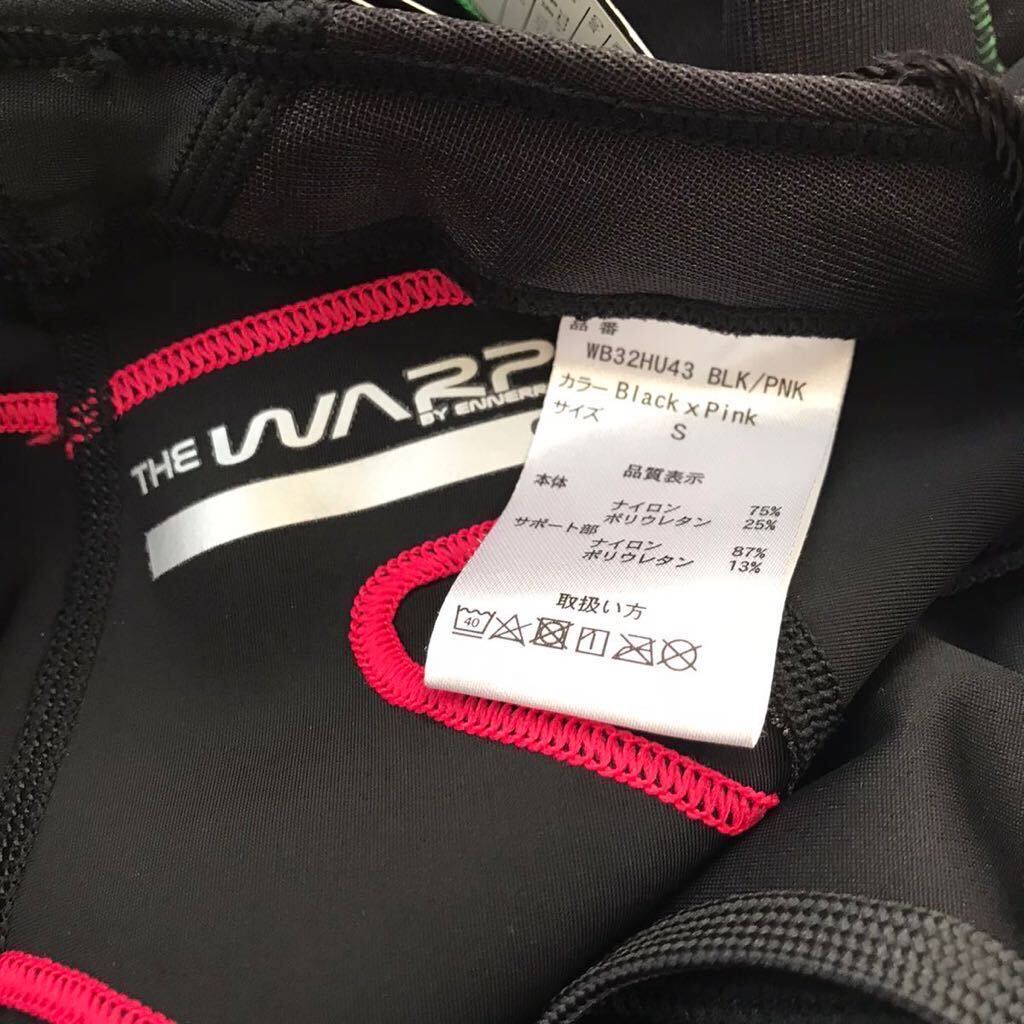 THE WARP
BY ENNERR
品 番
WB32HU43 BLK/PNK
カラー Black x Pink
サイズ S
品質表示
本体
ナイロン 75%
ポリウレタン 25%
サポート部
ナイロン 87%
ポリウレタン 13%
取扱い方
40